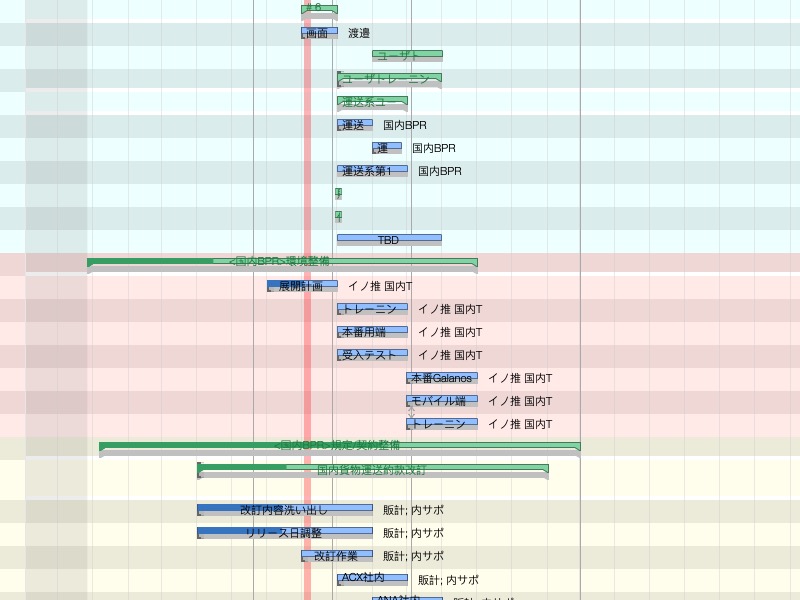 画面 渡邉
ユーザト
ユーザトレーニン
運送系ユー
運送 国内BPR
運 国内BPR
運送系第1 国内BPR
TBD
<国内BPR>環境整備
展開計画 イノ推 国内T
トレーニン イノ推 国内T
本番用端 イノ推 国内T
受入テスト イノ推 国内T
本番Galanos イノ推 国内T
モバイル端 イノ推 国内T
トレーニン イノ推 国内T
<国内BPR>規定/契約整備
国内貨物運送約款改訂
改訂内容洗い出し 販計; 内サポ
リリース日調整 販計; 内サポ
改訂作業 販計; 内サポ
ACX社内 販計; 内サポ
ANA社内